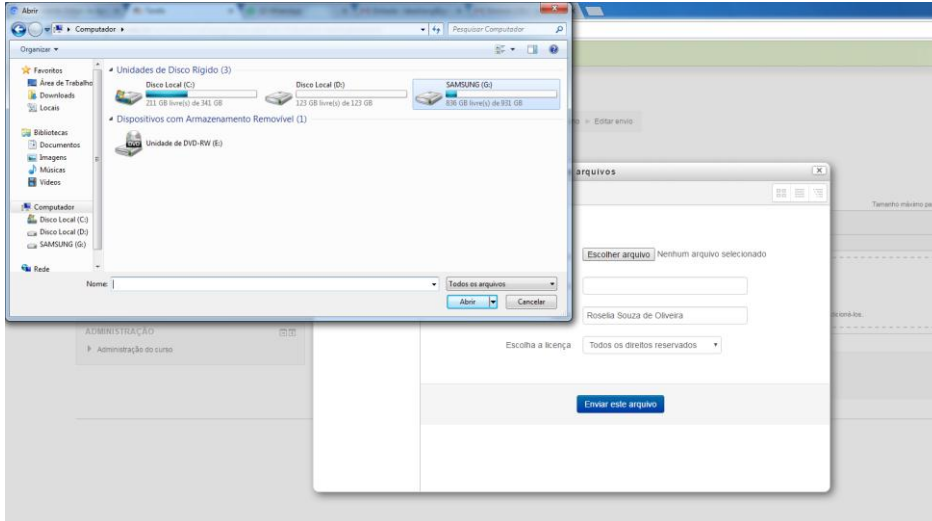 Abrir
Computador
Pesquisar Computador
Organizar
Favoritos
Área de Trabalho
Downloads
Locais
Bibliotecas
Documentos
Imagens
Músicas
Vídeos
Computador
Disco Local (C:)
Disco Local (D:)
SAMSUNG (G:)
Rede
Unidades de Disco Rígido (3)
Disco Local (C:)
211 GB livre(s) de 341 GB
Disco Local (D:)
123 GB livre(s) de 123 GB
SAMSUNG (G:)
836 GB livre(s) de 931 GB
Dispositivos com Armazenamento Removível (1)
DVD
Unidade de DVD-RW (E:)
Nome:
Todos os arquivos
Abrir
Cancelar
Editar envio
arquivos
Tamanho máximo
Escolher arquivo Nenhum arquivo selecionado
Roselia Souza de Oliveira
Escolha a licença Todos os direitos reservados
Enviar este arquivo
ADMINISTRAÇÃO
Administração do curso